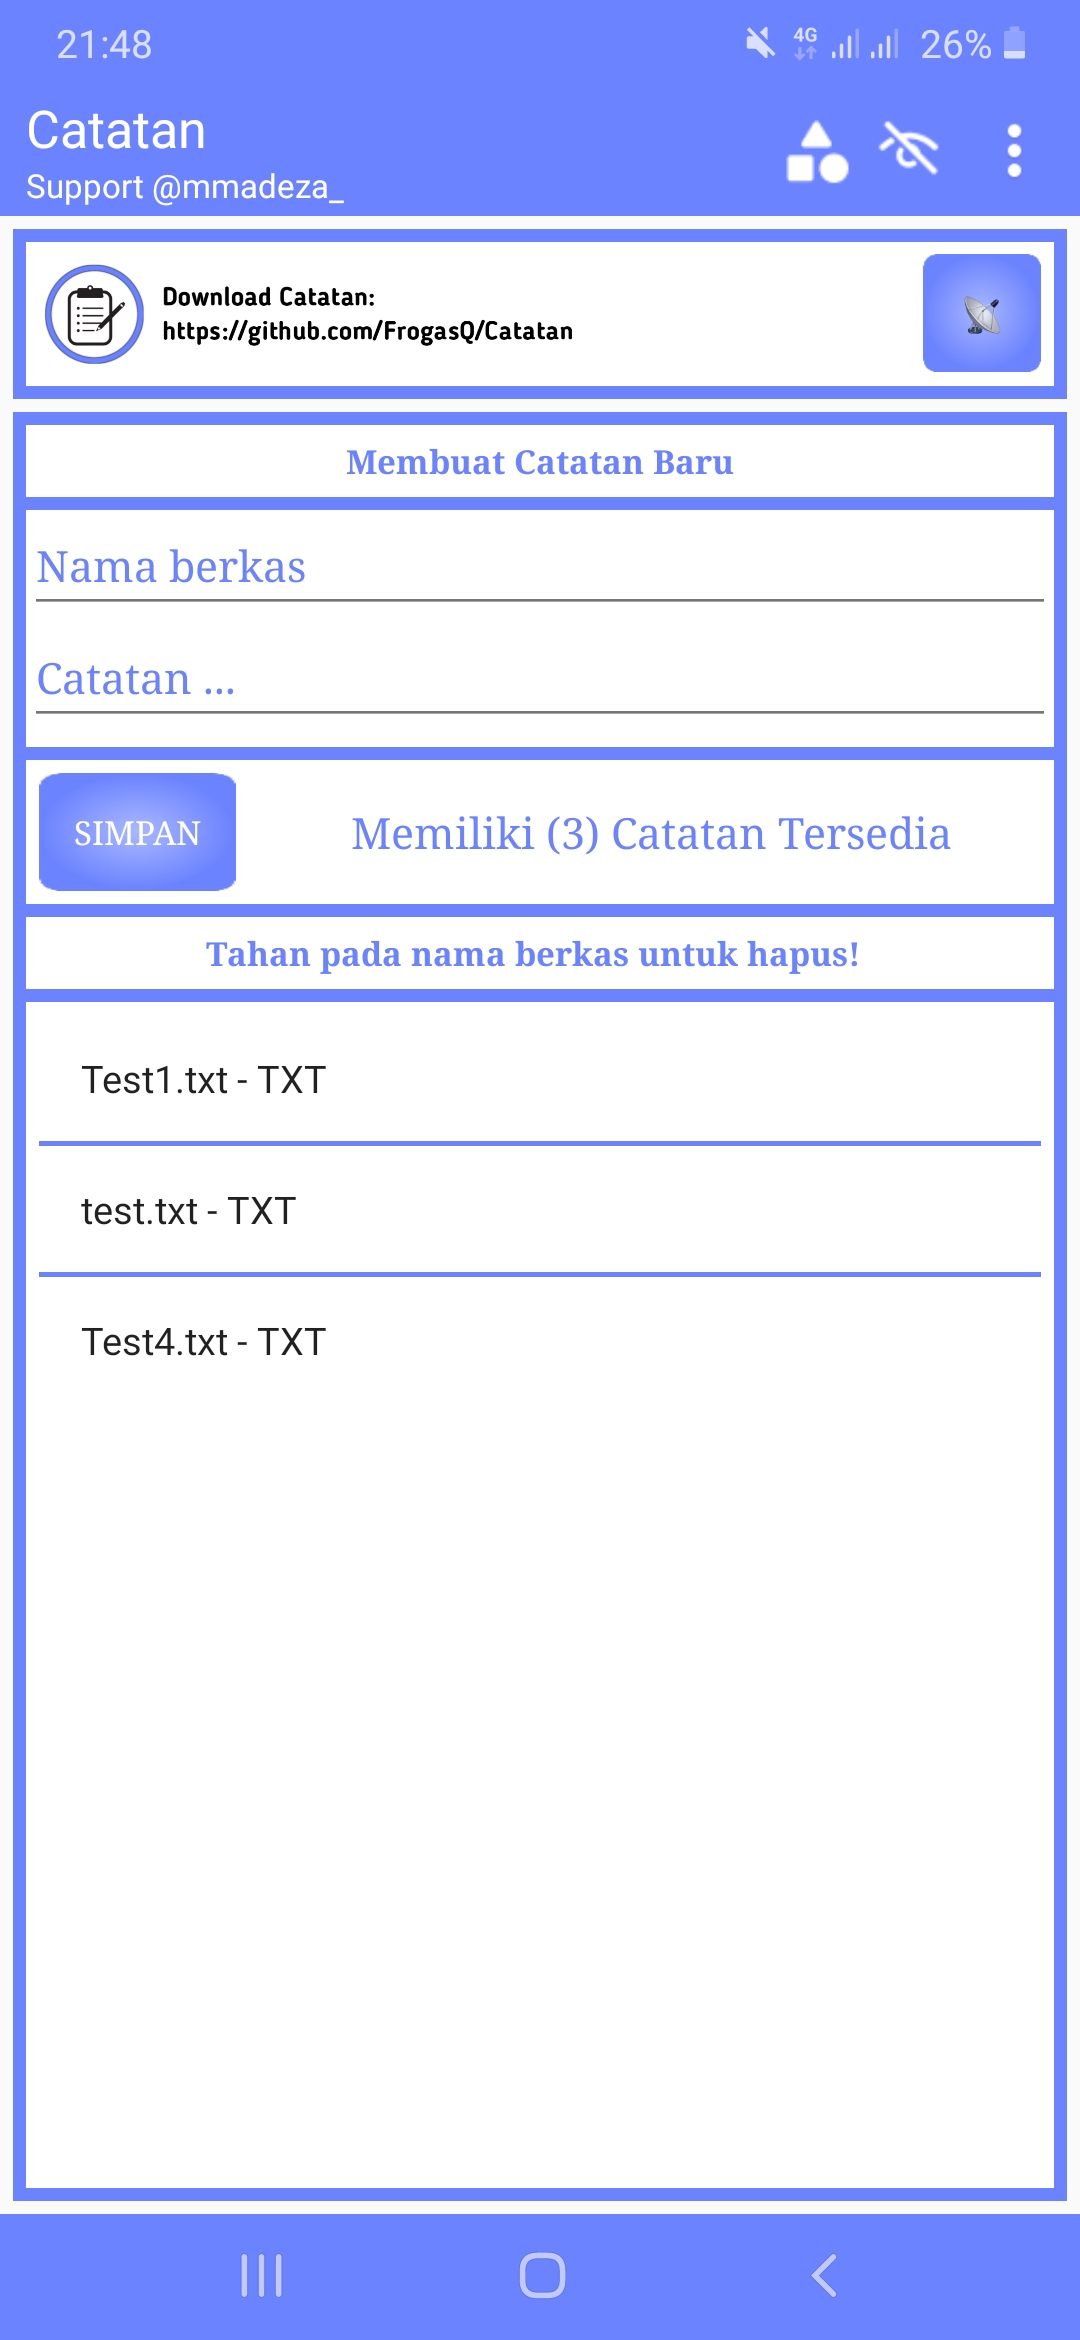 21:48
4G
26%
Catatan
Support @mmadeza_
Download Catatan:
https://github.com/FrogasQ/Catatan
Membuat Catatan Baru
Nama berkas
Catatan ...
SIMPAN
Memiliki (3) Catatan Tersedia
Tahan pada nama berkas untuk hapus!
Test1.txt - TXT
test.txt - TXT
Test4.txt - TXT